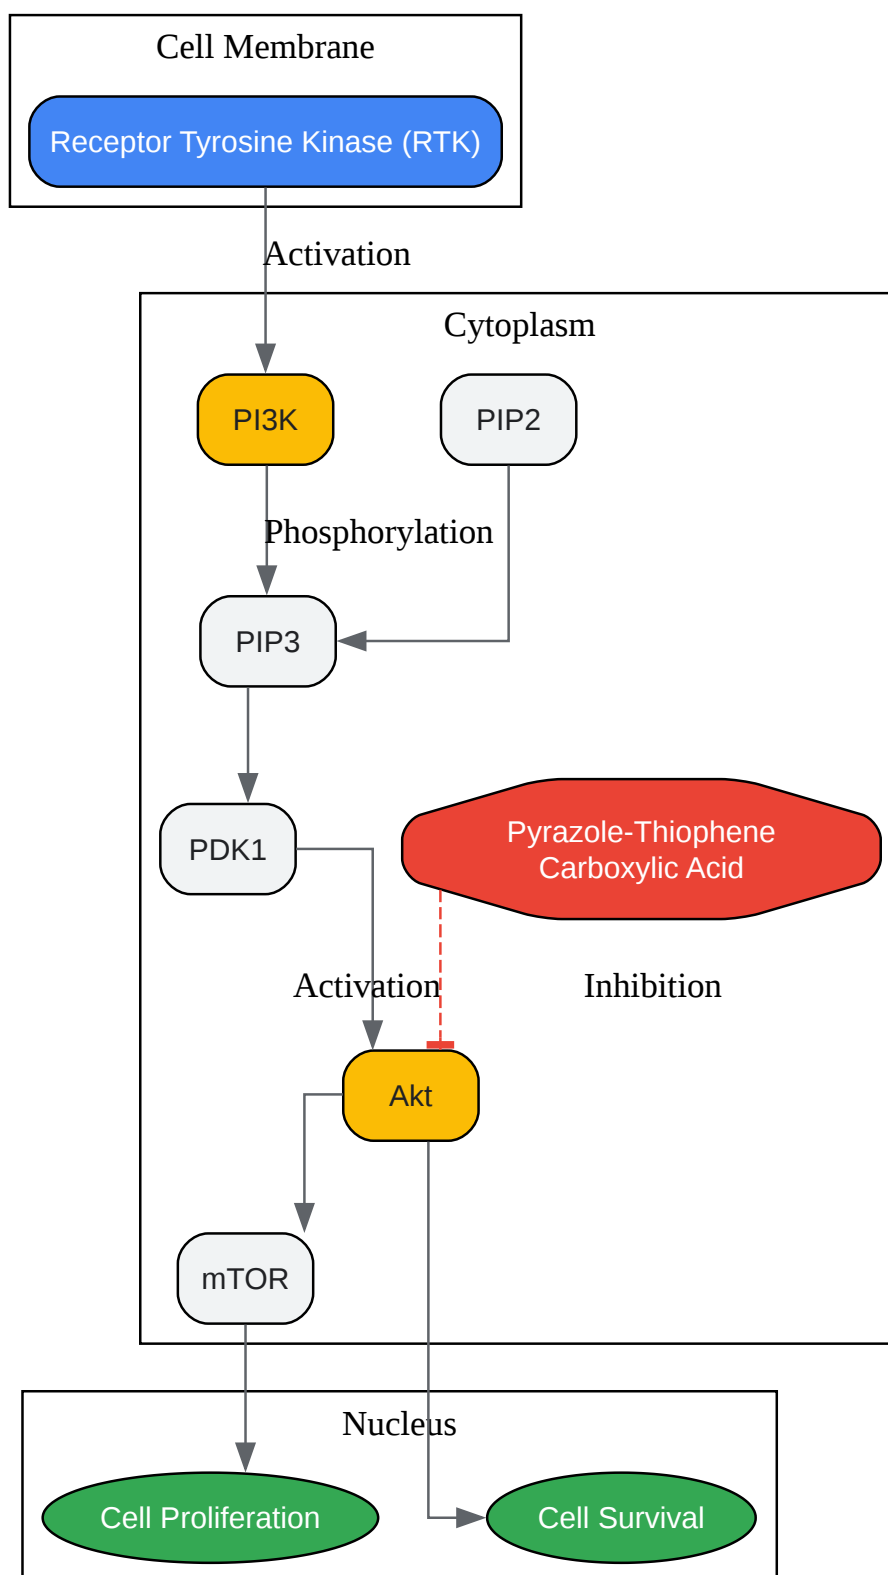 Cell Membrane
Receptor Tyrosine Kinase (RTK)
Activation
Cytoplasm
PI3K
PIP2
Phosphorylation
PIP3
PDK1
Pyrazole-Thiophene
Carboxylic Acid
Activation
Inhibition
Akt
mTOR
Nucleus
Cell Proliferation
Cell Survival